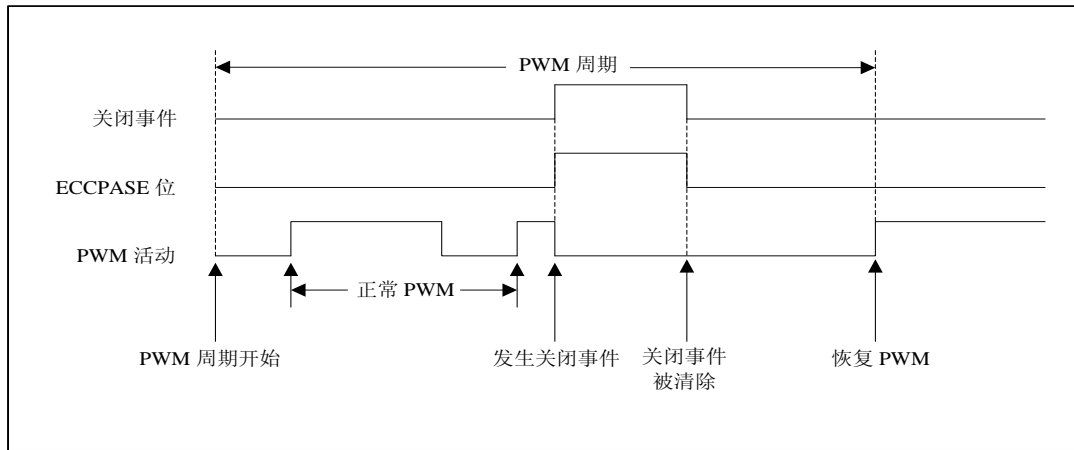 PWM 周期
关闭事件
ECCPASE 位
PWM 活动
正常 PWM
PWM 周期开始
发生关闭事件
关闭事件
被清除
恢复 PWM